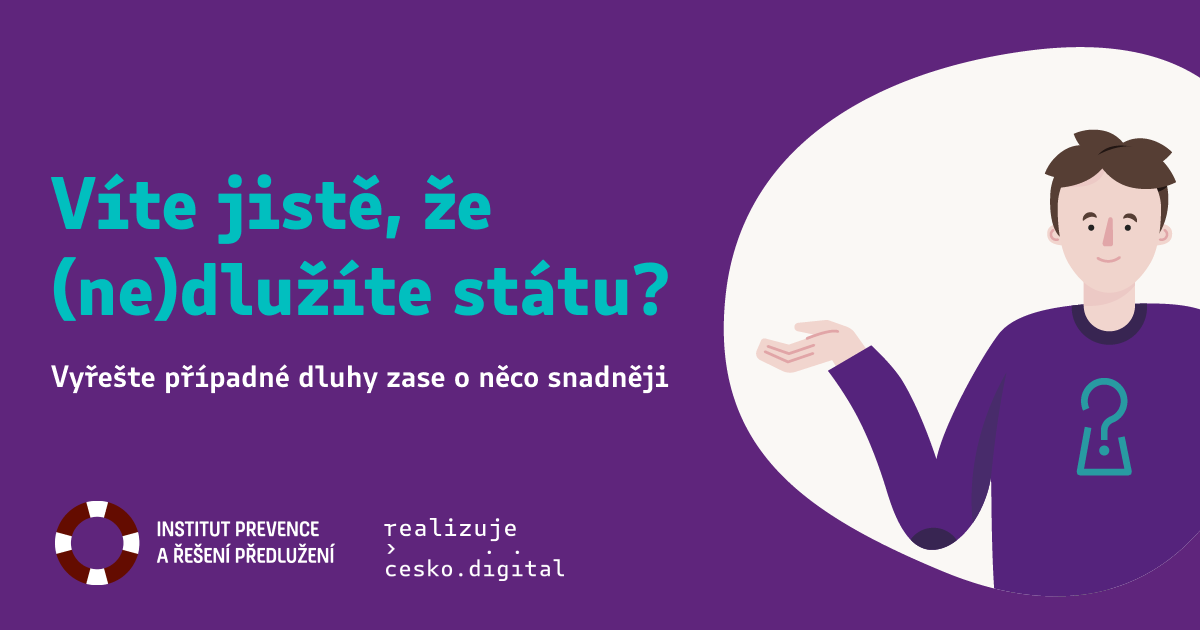 Víte jistě, že
(ne)dlužíte státu?
Vyřešte případné dluhy zase o něco snadněji
INSTITUT PREVENCE
A ŘEŠENÍ PŘEDLUŽENÍ
realizuje
cesko.digital